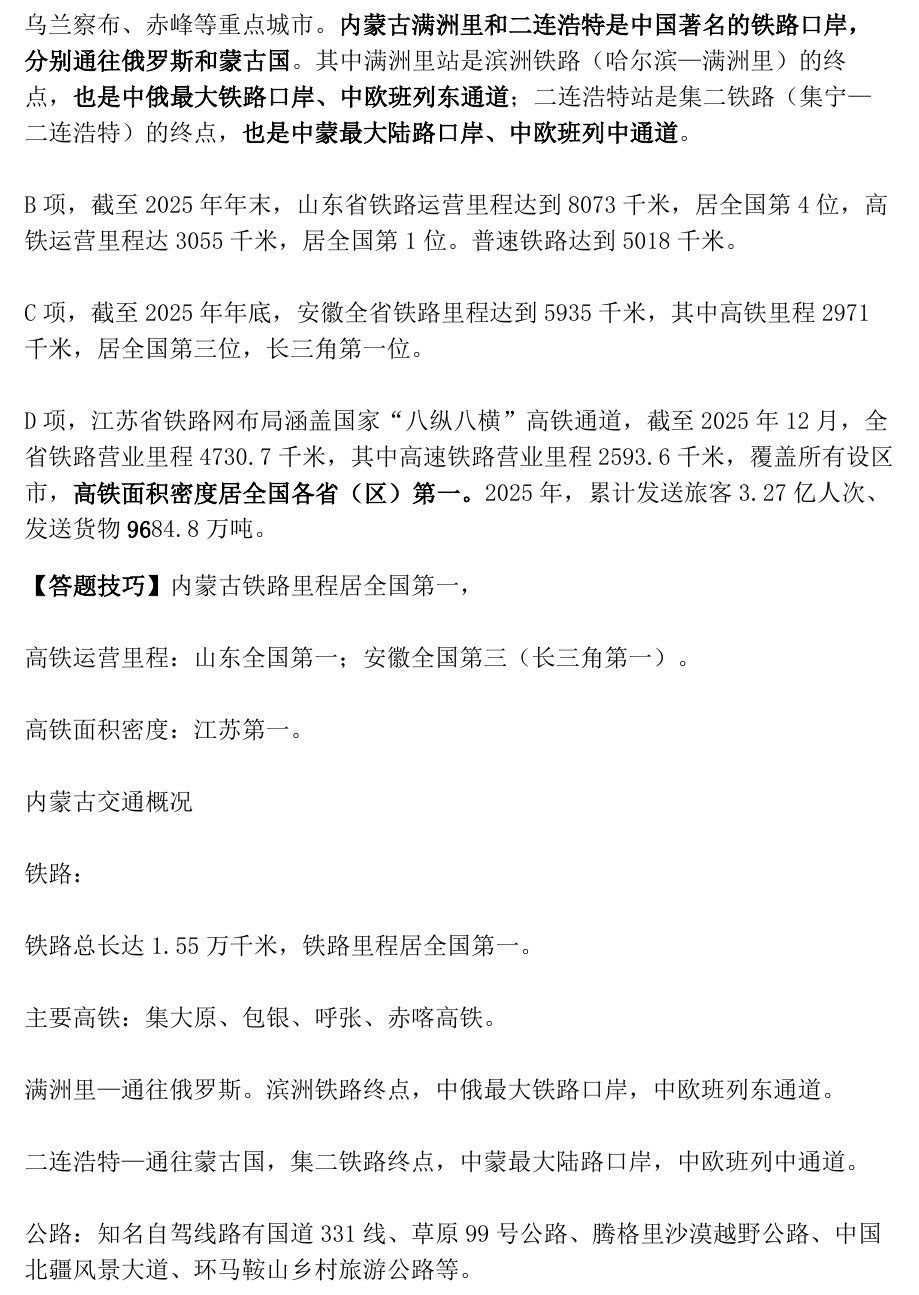 乌兰察布、赤峰等重点城市。内蒙古满洲里和二连浩特是中国著名的铁路口岸，
分别通往俄罗斯和蒙古国。其中满洲里站是滨洲铁路（哈尔滨—满洲里）的终
点，也是中俄最大铁路口岸、中欧班列东通道；二连浩特站是集二铁路（集宁—
二连浩特）的终点，也是中蒙最大陆路口岸、中欧班列中通道。
B 项，截至 2025 年年末，山东省铁路运营里程达到 8073 千米，居全国第 4 位，高
铁运营里程达 3055 千米，居全国第 1 位。普速铁路达到 5018 千米。
C 项，截至 2025 年年底，安徽全省铁路里程达到 5935 千米，其中高铁里程 2971
千米，居全国第三位，长三角第一位。
D 项，江苏省铁路网布局涵盖国家“八纵八横”高铁通道，截至 2025 年 12 月，全
省铁路营业里程 4730.7 千米，其中高速铁路营业里程 2593.6 千米，覆盖所有设区
市，高铁面积密度居全国各省（区）第一。2025 年，累计发送旅客 3.27 亿人次、
发送货物 9684.8 万吨。
【答题技巧】内蒙古铁路里程居全国第一，
高铁运营里程：山东全国第一；安徽全国第三（长三角第一）。
高铁面积密度：江苏第一。
内蒙古交通概况
铁路：
铁路总长达 1.55 万千米，铁路里程居全国第一。
主要高铁：集大原、包银、呼张、赤喀高铁。
满洲里—通往俄罗斯。滨洲铁路终点，中俄最大铁路口岸，中欧班列东通道。
二连浩特—通往蒙古国，集二铁路终点，中蒙最大陆路口岸，中欧班列中通道。
公路：知名自驾线路有国道 331 线、草原 99 号公路、腾格里沙漠越野公路、中国
北疆风景大道、环马鞍山乡村旅游公路等。